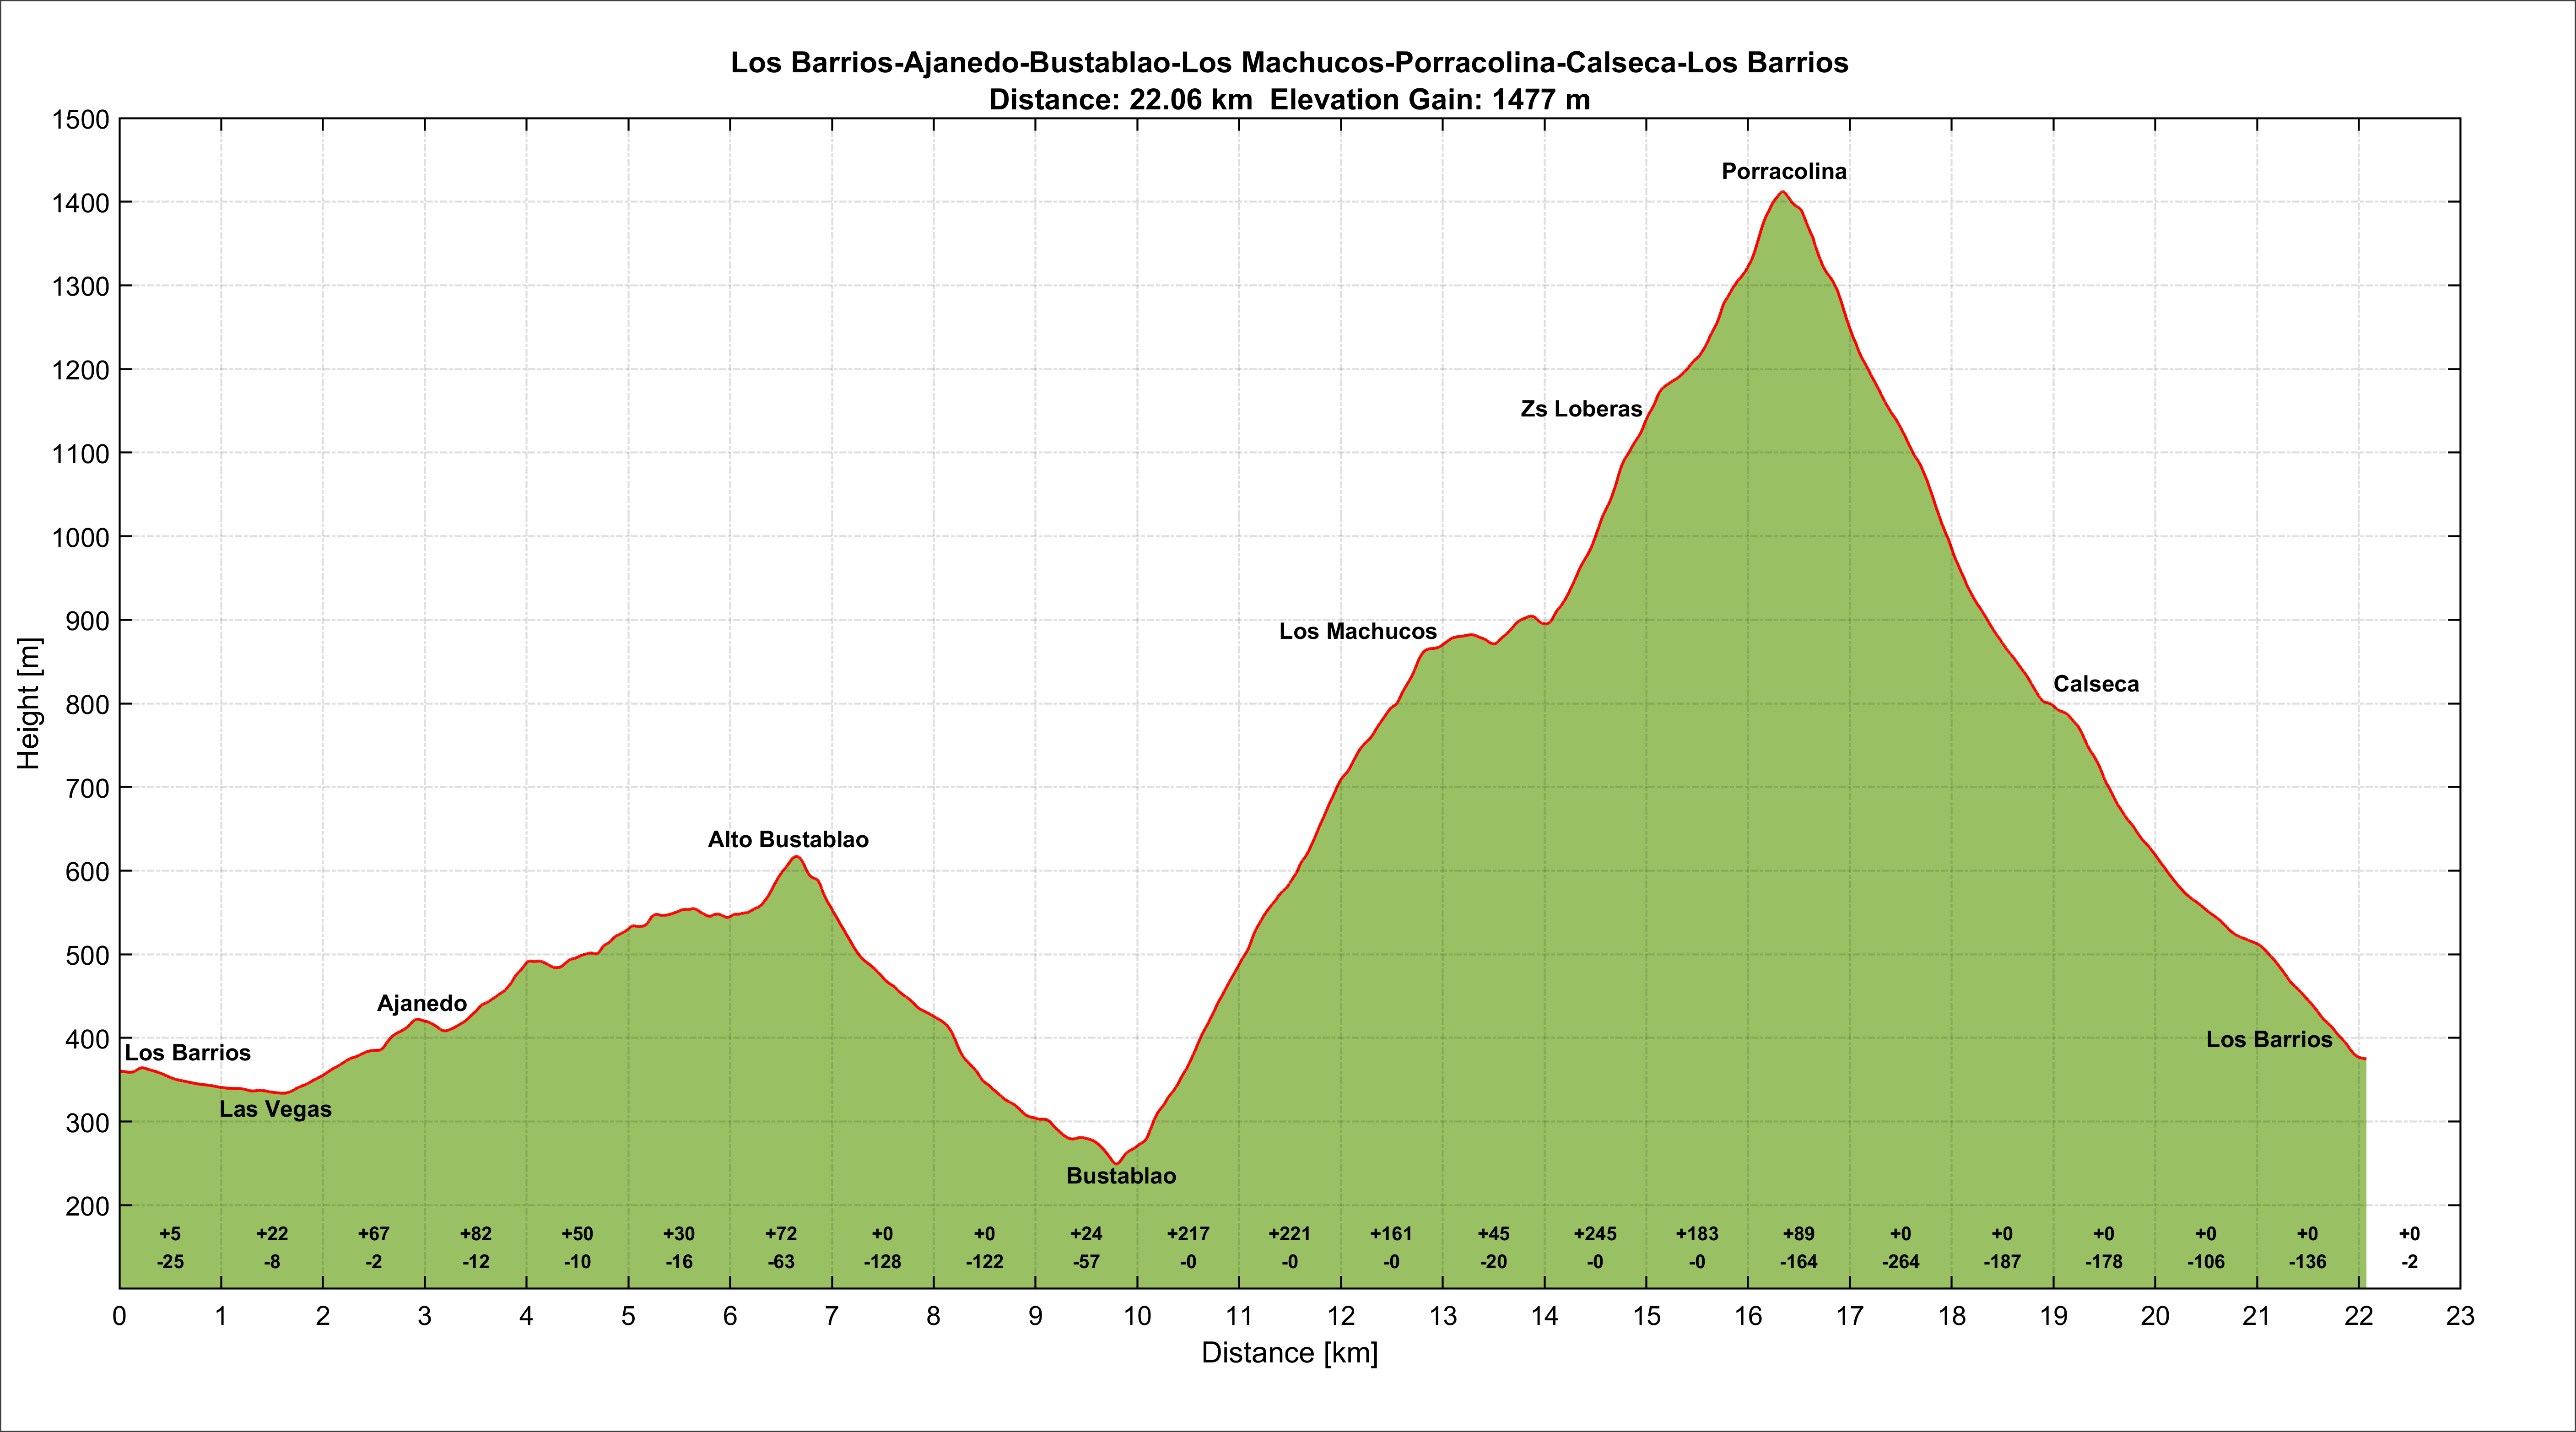 Los Barrios-Ajanedo-Bustablao-Los Machucos-Porracolina-Calseca-Los Barrios
Distance: 22.06 km  Elevation Gain: 1477 m
1500
1400
1300
1200
1100
1000
900
800
700
600
500
400
300
200
Height [m]
Porracolina
Zs Loberas
Los Machucos
Calseca
Alto Bustablao
Ajanedo
Los Barrios
Los Barrios
Las Vegas
Bustablao
+5 +22 +67 +82 +50 +30 +72 +0 +0 +24 +217 +221 +161 +45 +245 +183 +89 +0 +0 +0 +0 +0 +0
-25 -8 -2 -12 -10 -16 -63 -128 -122 -57 -0 -0 -0 -20 -0 -0 -164 -264 -187 -178 -106 -136 -2
0 1 2 3 4 5 6 7 8 9 10 11 12 13 14 15 16 17 18 19 20 21 22 23
Distance [km]